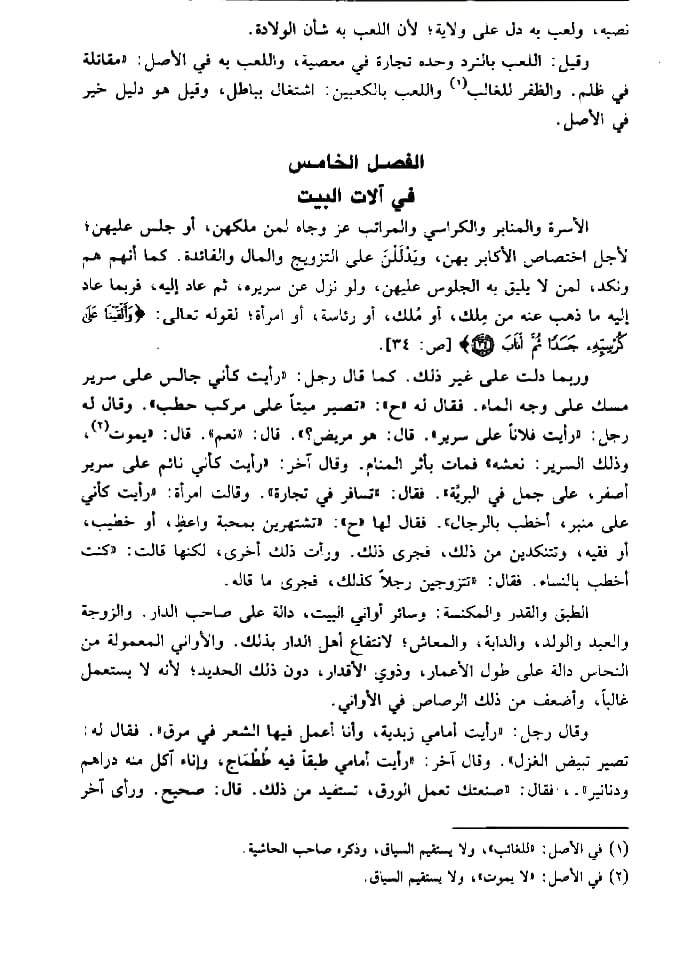 نصبه، ولعب به دل على ولاية؛ لأن اللعب به شأن الولادة.
وقيل: اللعب بالنرد وحده تجارة في معصية، واللعب به في الأصل: «مقاتلة
في ظلم. والظفر للغالب(١) واللعب بالكعبين: اشتغال بباطل، وقيل هو دليل خير
في الأصل.
الفصل الخامس
في آلات البيت
الأسرة والمنابر والكراسي والمراتب عز وجاه لمن ملكهن، أو جلس عليهن؛
لأجل اختصاص الأكابر بهن، ويَدْلَلْنَ على التزويج والمال والفائدة. كما أنهم هم
ونكد، لمن لا يليق به الجلوس عليهن، ولو نزل عن سريره، ثم عاد إليه، فربما عاد
إليه ما ذهب عنه من مِلك، أو مُلك، أو رئاسة، أو امرأة؛ لقوله تعالى: ﴿وَأَلْقَيْنَا عَلَىٰ
كُرْسِيِّهِۦ جَسَدًا ثُمَّ أَنَابَ ٣٤﴾ [ص: ٣٤].
وربما دلت على غير ذلك. كما قال رجل: «رأيت كأني جالس على سرير
مسك على وجه الماء. فقال له «ح»: «تصير ميتاً على مركب حطب». وقال له
رجل: «رأيت فلاناً على سرير». قال: هو مريض؟». قال: «نعم». قال: «يموت(٢)،
وذلك السرير: نعشه» فمات بأثر المنام. وقال آخر: «رأيت كأني نائم على سرير
أصفر، على جمل في البريَّة». فقال: «تسافر في تجارة». وقالت امرأة: «رأيت كأني
على منبر، أخطب بالرجال». فقال لها «ح»: «تشتهرين بمحبة واعظٍ، أو خطيب،
أو فقيه، وتتنكدين من ذلك، فجرى ذلك. ورأت ذلك أخرى، لكنها قالت: «كنت
أخطب بالنساء. فقال: «تتزوجين رجلاً كذلك، فجرى ما قاله.
الطبق والقدر والمكنسة: وسائر أواني البيت، دالة على صاحب الدار. والزوجة
والعبد والولد، والدابة، والمعاش؛ لانتفاع أهل الدار بذلك. والأواني المعمولة من
النحاس دالة على طول الأعمار، وذوي الأقدار، دون ذلك الحديد؛ لأنه لا يستعمل
غالباً، وأضعف من ذلك الرصاص في الأواني.
وقال رجل: «رأيت أمامي زبدية، وأنا أعمل فيها الشعر في مرق». فقال له:
تصير تبيض الغزل». وقال آخر: «رأيت أمامي طبقاً فيه طُطْمَاج، وإناء آكل منه دراهم
ودنانير».، فقال: «صنعتك تعمل الورق، تستفيد من ذلك. قال: صحيح. ورأى آخر
(١) في الأصل: «للغائب»، ولا يستقيم السياق، وذكره صاحب الحاشية.
(٢) في الأصل: «لا يموت»، ولا يستقيم السياق.